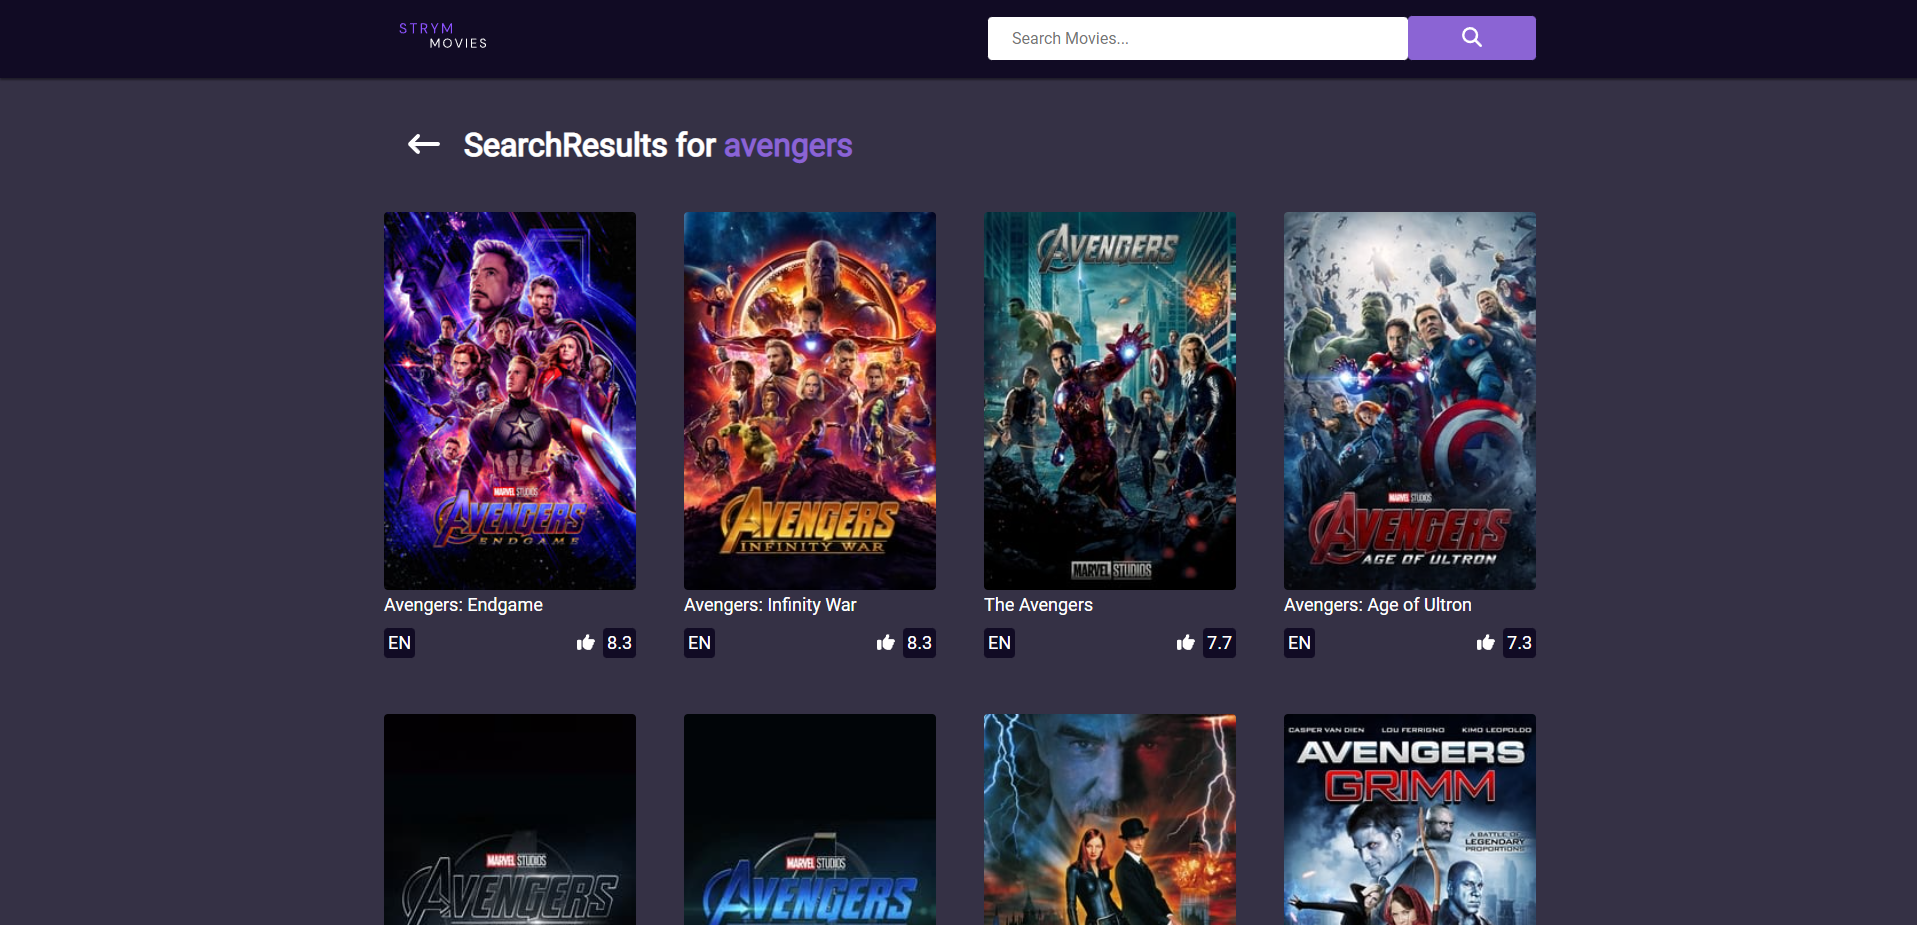 STRYM
MOVIES
Search Movies...
SearchResults for avengers
MARVEL STUDIOS
AVENGERS
ENDGAME
AVENGERS
INFINITY WAR
AVENGERS
MARVEL STUDIOS
MARVEL STUDIOS
AVENGERS
AGE OF ULTRON
Avengers: Endgame
Avengers: Infinity War
The Avengers
Avengers: Age of Ultron
EN
8.3
EN
8.3
EN
7.7
EN
7.3
MARVEL STUDIOS
AVENGERS
MARVEL STUDIOS
AVENGERS
CASPER VAN DIEN LOU FERRIGNO KIMO LEOPOLDO
AVENGERS
GRIMM
A BATTLE OF
LEGENDARY
PROPORTIONS